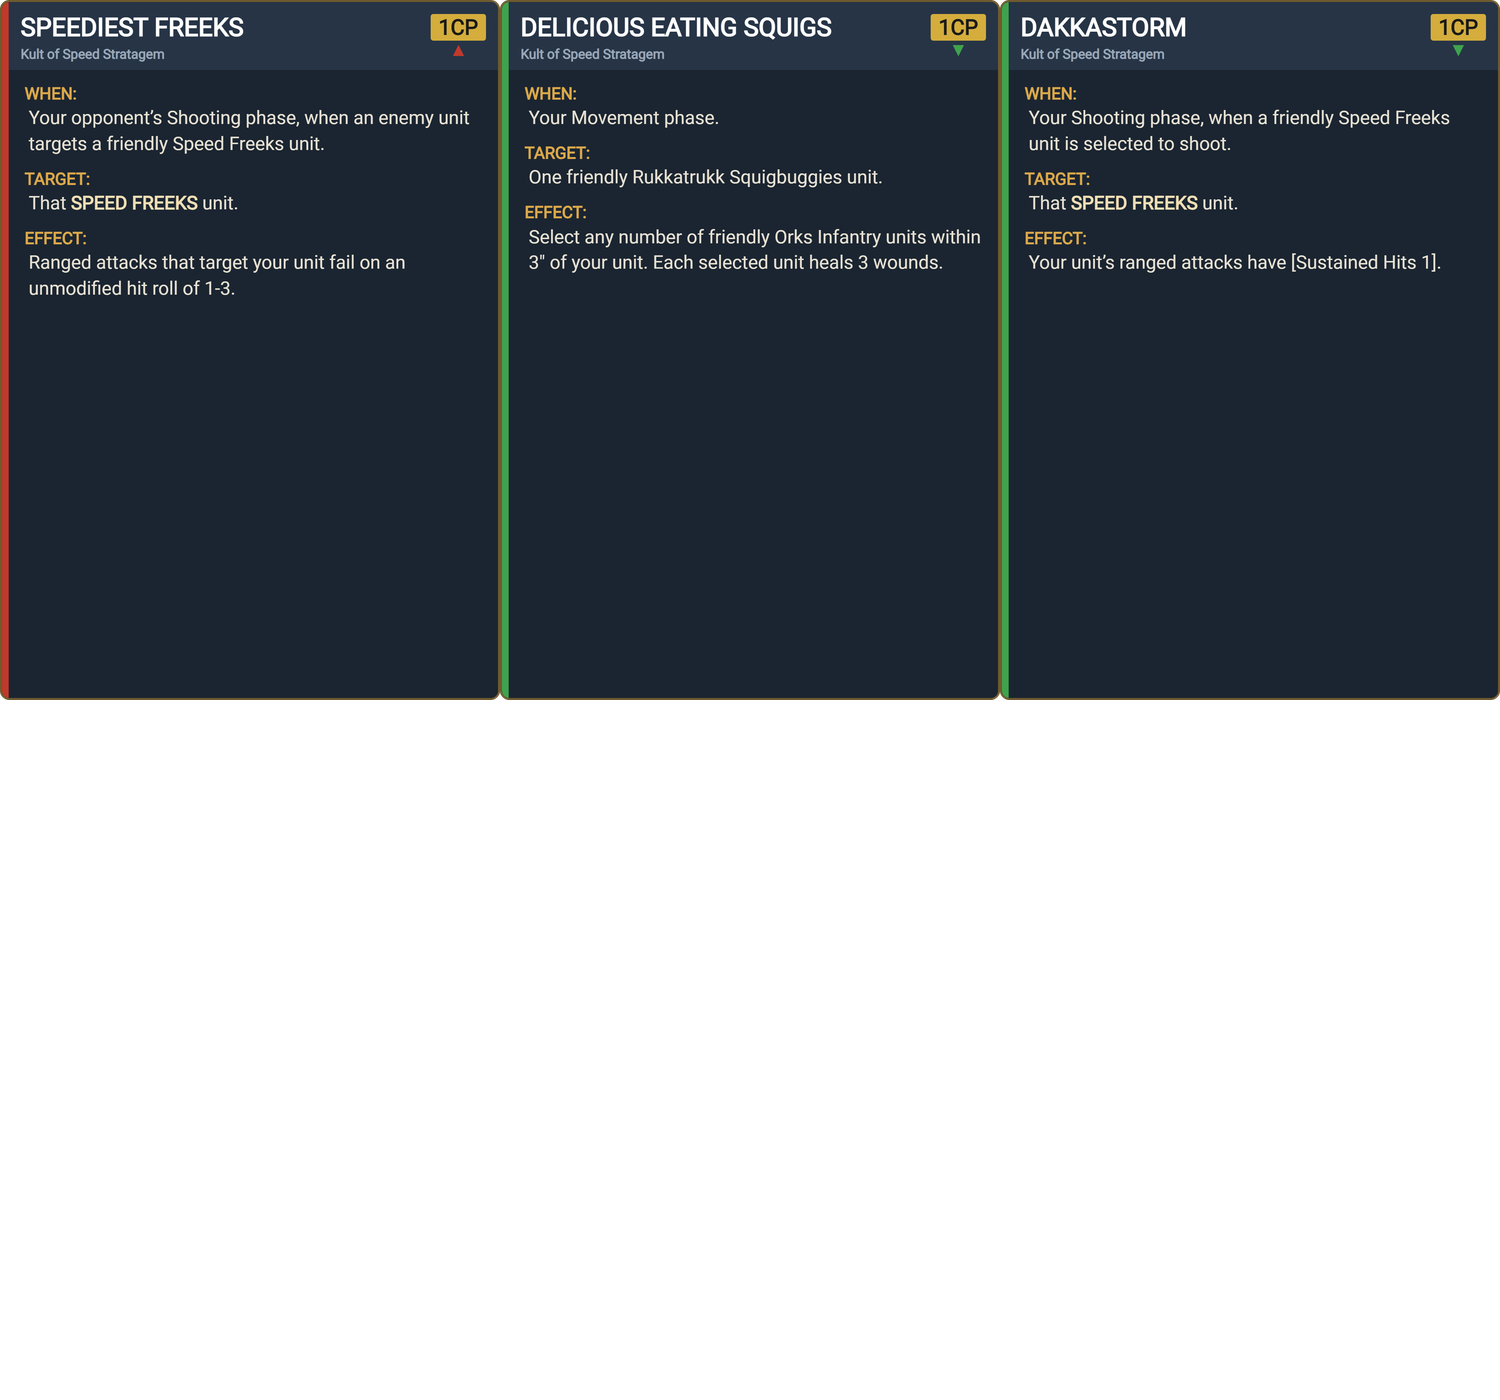 SPEEDIEST FREEKS
1CP
Kult of Speed Stratagem
WHEN:
Your opponent’s Shooting phase, when an enemy unit
targets a friendly Speed Freeks unit.
TARGET:
That SPEED FREEKS unit.
EFFECT:
Ranged attacks that target your unit fail on an
unmodified hit roll of 1-3.
DELICIOUS EATING SQUIGS
1CP
Kult of Speed Stratagem
WHEN:
Your Movement phase.
TARGET:
One friendly Rukkatrukk Squigbuggies unit.
EFFECT:
Select any number of friendly Orks Infantry units within
3" of your unit. Each selected unit heals 3 wounds.
DAKKASTORM
1CP
Kult of Speed Stratagem
WHEN:
Your Shooting phase, when a friendly Speed Freeks
unit is selected to shoot.
TARGET:
That SPEED FREEKS unit.
EFFECT:
Your unit’s ranged attacks have [Sustained Hits 1].